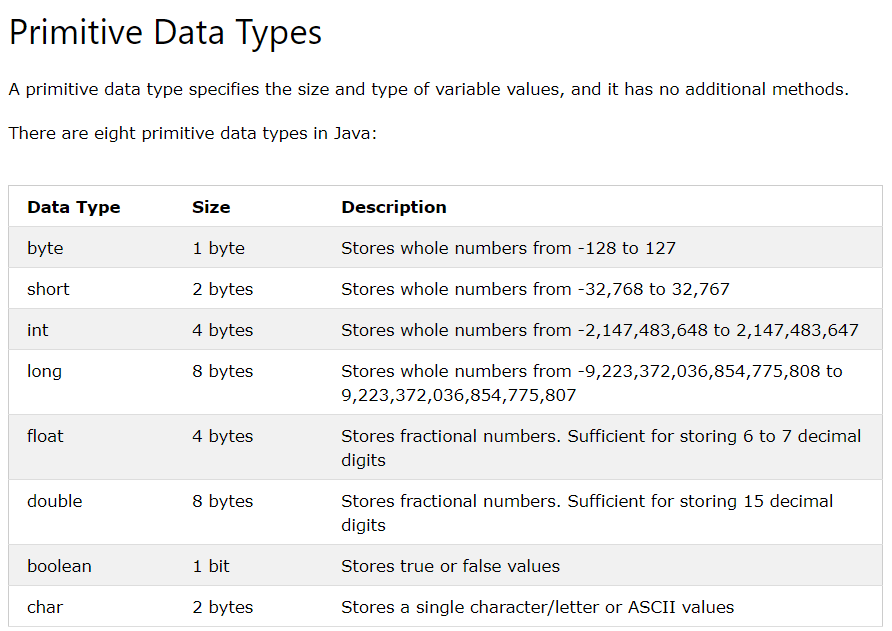 Primitive Data Types
A primitive data type specifies the size and type of variable values, and it has no additional methods.
There are eight primitive data types in Java:
Data Type Size Description
byte 1 byte Stores whole numbers from -128 to 127
short 2 bytes Stores whole numbers from -32,768 to 32,767
int 4 bytes Stores whole numbers from -2,147,483,648 to 2,147,483,647
long 8 bytes Stores whole numbers from -9,223,372,036,854,775,808 to
9,223,372,036,854,775,807
float 4 bytes Stores fractional numbers. Sufficient for storing 6 to 7 decimal
digits
double 8 bytes Stores fractional numbers. Sufficient for storing 15 decimal
digits
boolean 1 bit Stores true or false values
char 2 bytes Stores a single character/letter or ASCII values